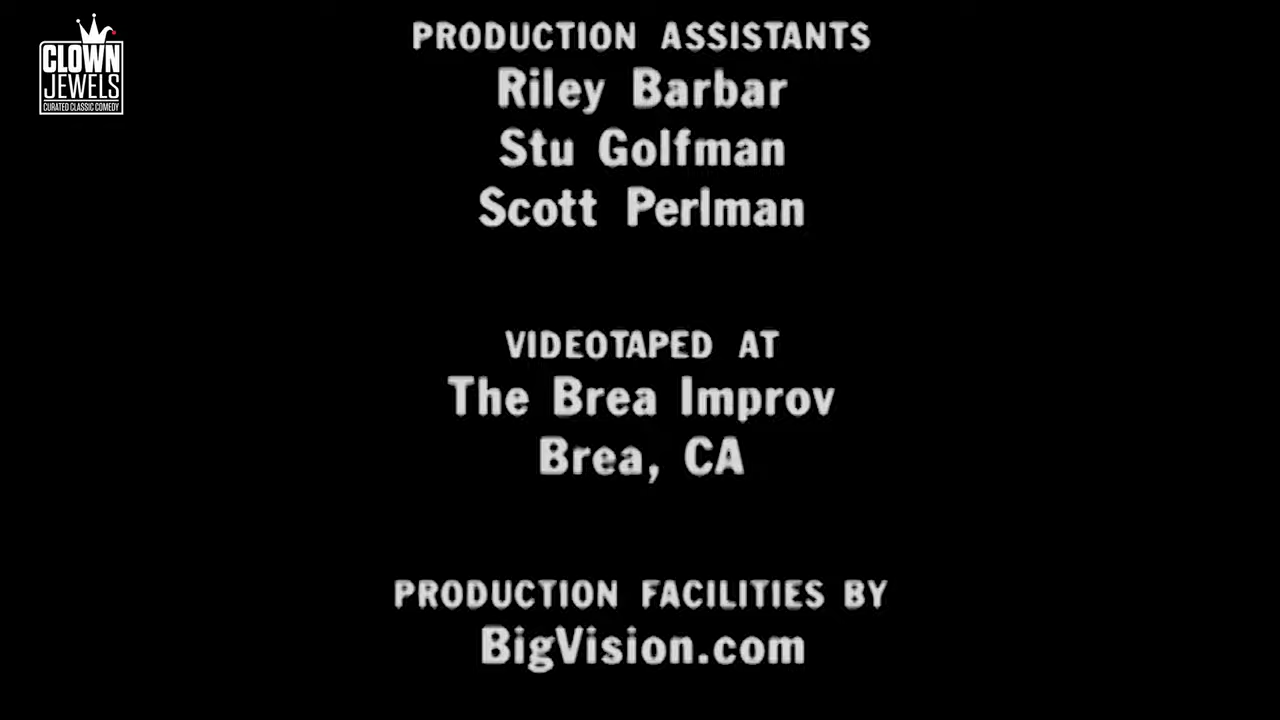 CLOWN
JEWELS
CURATED CLASSIC COMEDY
PRODUCTION ASSISTANTS
Riley Barbar
Stu Golfman
Scott Perlman
VIDEOTAPED AT
The Brea Improv
Brea, CA
PRODUCTION FACILITIES BY
BigVision.com